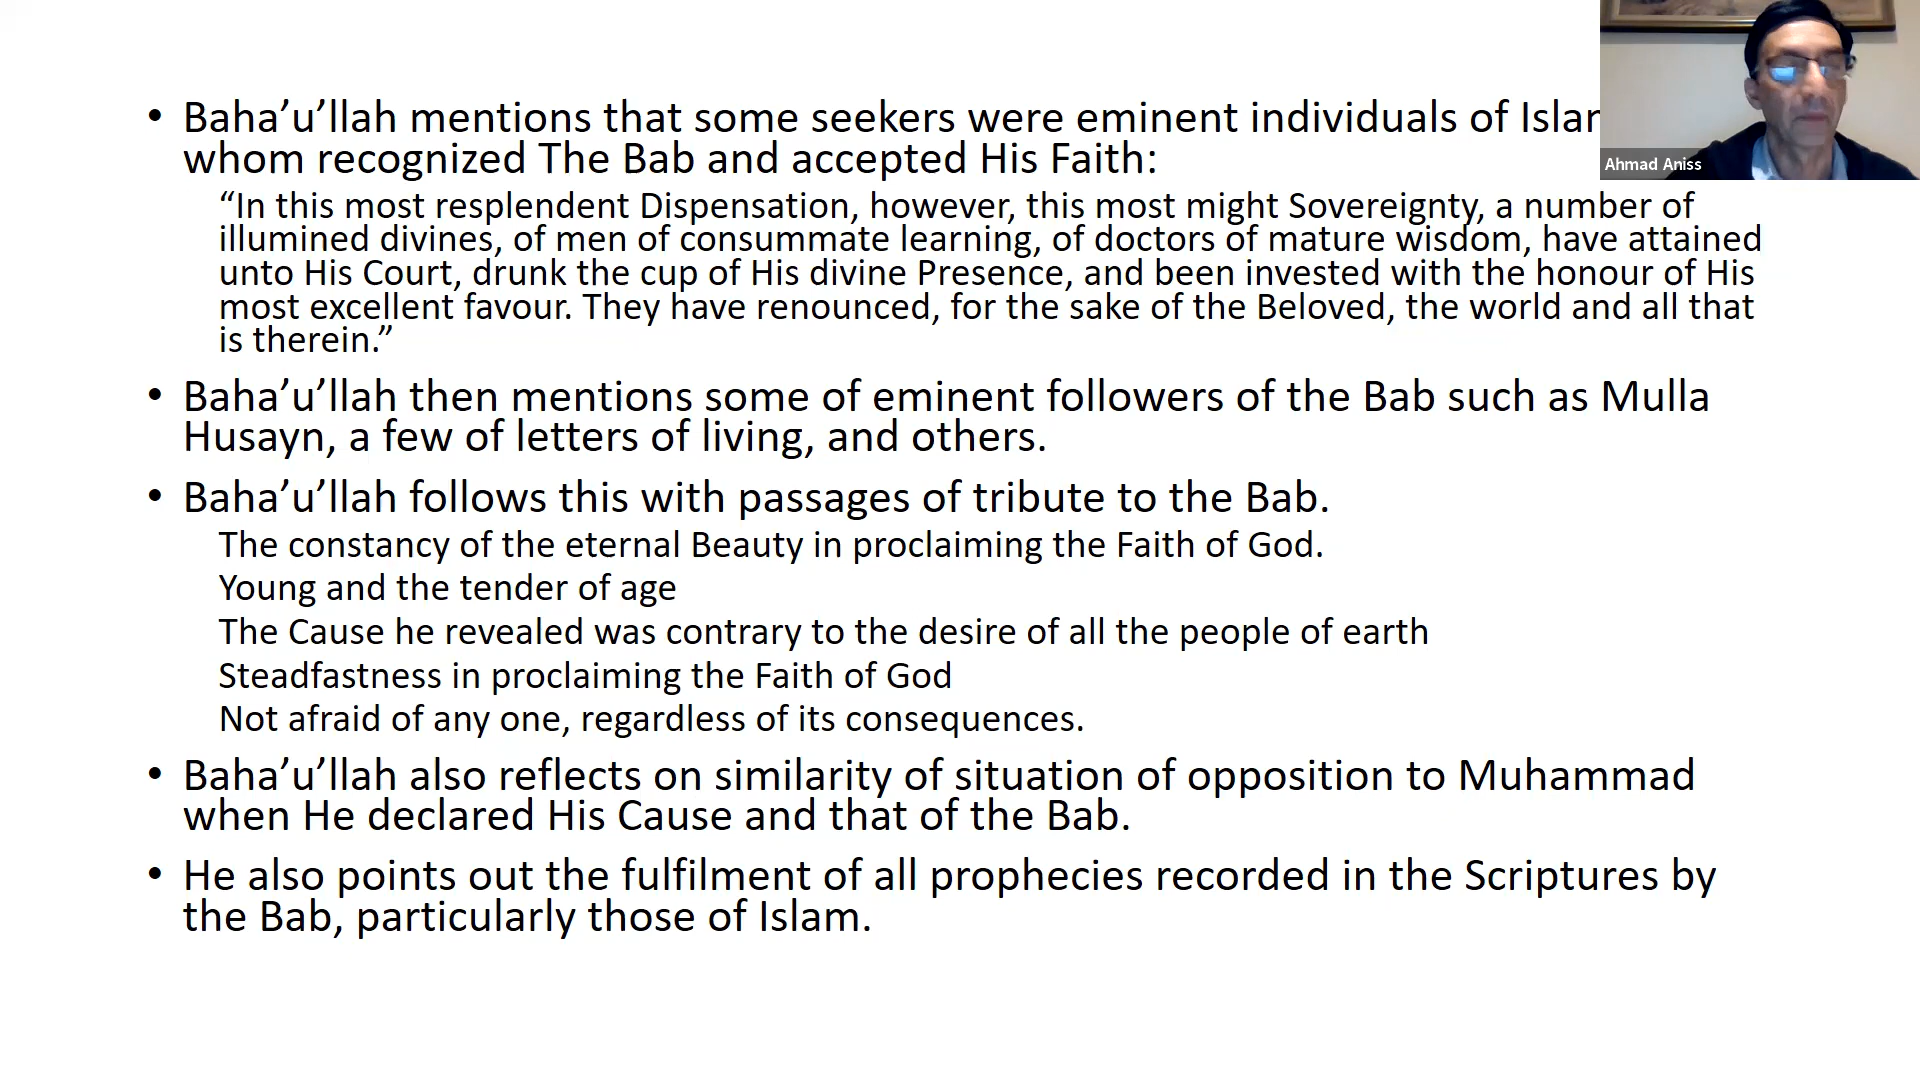 • Baha’u’llah mentions that some seekers were eminent individuals of
whom recognized The Bab and accepted His Faith:
“In this most resplendent Dispensation, however, this most might Sovereignty, a number of
illumined divines, of men of consummate learning, of doctors of mature wisdom, have attained
unto His Court, drunk the cup of His divine Presence, and been invested with the honour of His
most excellent favour. They have renounced, for the sake of the Beloved, the world and all that
is therein.”
• Baha’u’llah then mentions some of eminent followers of the Bab such as Mulla
Husayn, a few of letters of living, and others.
• Baha’u’llah follows this with passages of tribute to the Bab.
The constancy of the eternal Beauty in proclaiming the Faith of God.
Young and the tender of age
The Cause he revealed was contrary to the desire of all the people of earth
Steadfastness in proclaiming the Faith of God
Not afraid of any one, regardless of its consequences.
• Baha’u’llah also reflects on similarity of situation of opposition to Muhammad
when He declared His Cause and that of the Bab.
• He also points out the fulfilment of all prophecies recorded in the Scriptures by
the Bab, particularly those of Islam.
Ahmad Aniss